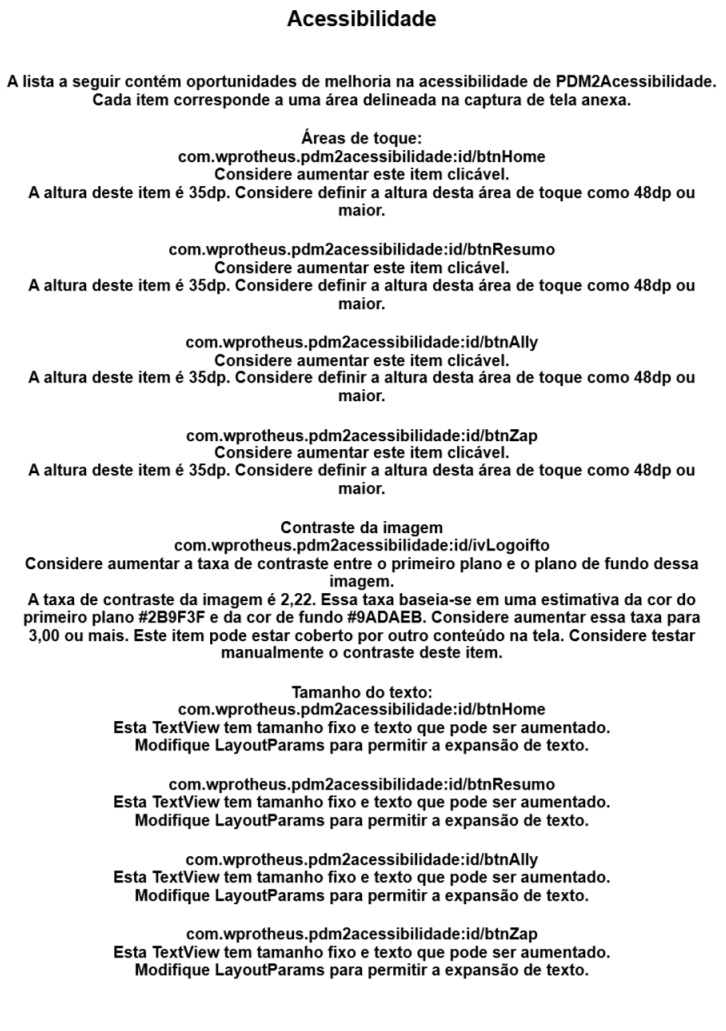 Acessibilidade
A lista a seguir contém oportunidades de melhoria na acessibilidade de PDM2Acessibilidade.
Cada item corresponde a uma área delineada na captura de tela anexa.
Áreas de toque:
com.wprotheus.pdm2acessibilidade:id/btnHome
Considere aumentar este item clicável.
A altura deste item é 35dp. Considere definir a altura desta área de toque como 48dp ou
maior.
com.wprotheus.pdm2acessibilidade:id/btnResumo
Considere aumentar este item clicável.
A altura deste item é 35dp. Considere definir a altura desta área de toque como 48dp ou
maior.
com.wprotheus.pdm2acessibilidade:id/btnAlly
Considere aumentar este item clicável.
A altura deste item é 35dp. Considere definir a altura desta área de toque como 48dp ou
maior.
com.wprotheus.pdm2acessibilidade:id/btnZap
Considere aumentar este item clicável.
A altura deste item é 35dp. Considere definir a altura desta área de toque como 48dp ou
maior.
Contraste da imagem
com.wprotheus.pdm2acessibilidade:id/ivLogoifto
Considere aumentar a taxa de contraste entre o primeiro plano e o plano de fundo dessa
imagem.
A taxa de contraste da imagem é 2,22. Essa taxa baseia-se em uma estimativa da cor do
primeiro plano #2B9F3F e da cor de fundo #9ADAEB. Considere aumentar essa taxa para
3,00 ou mais. Este item pode estar coberto por outro conteúdo na tela. Considere testar
manualmente o contraste deste item.
Tamanho do texto:
com.wprotheus.pdm2acessibilidade:id/btnHome
Esta TextView tem tamanho fixo e texto que pode ser aumentado.
Modifique LayoutParams para permitir a expansão de texto.
com.wprotheus.pdm2acessibilidade:id/btnResumo
Esta TextView tem tamanho fixo e texto que pode ser aumentado.
Modifique LayoutParams para permitir a expansão de texto.
com.wprotheus.pdm2acessibilidade:id/btnAlly
Esta TextView tem tamanho fixo e texto que pode ser aumentado.
Modifique LayoutParams para permitir a expansão de texto.
com.wprotheus.pdm2acessibilidade:id/btnZap
Esta TextView tem tamanho fixo e texto que pode ser aumentado.
Modifique LayoutParams para permitir a expansão de texto.